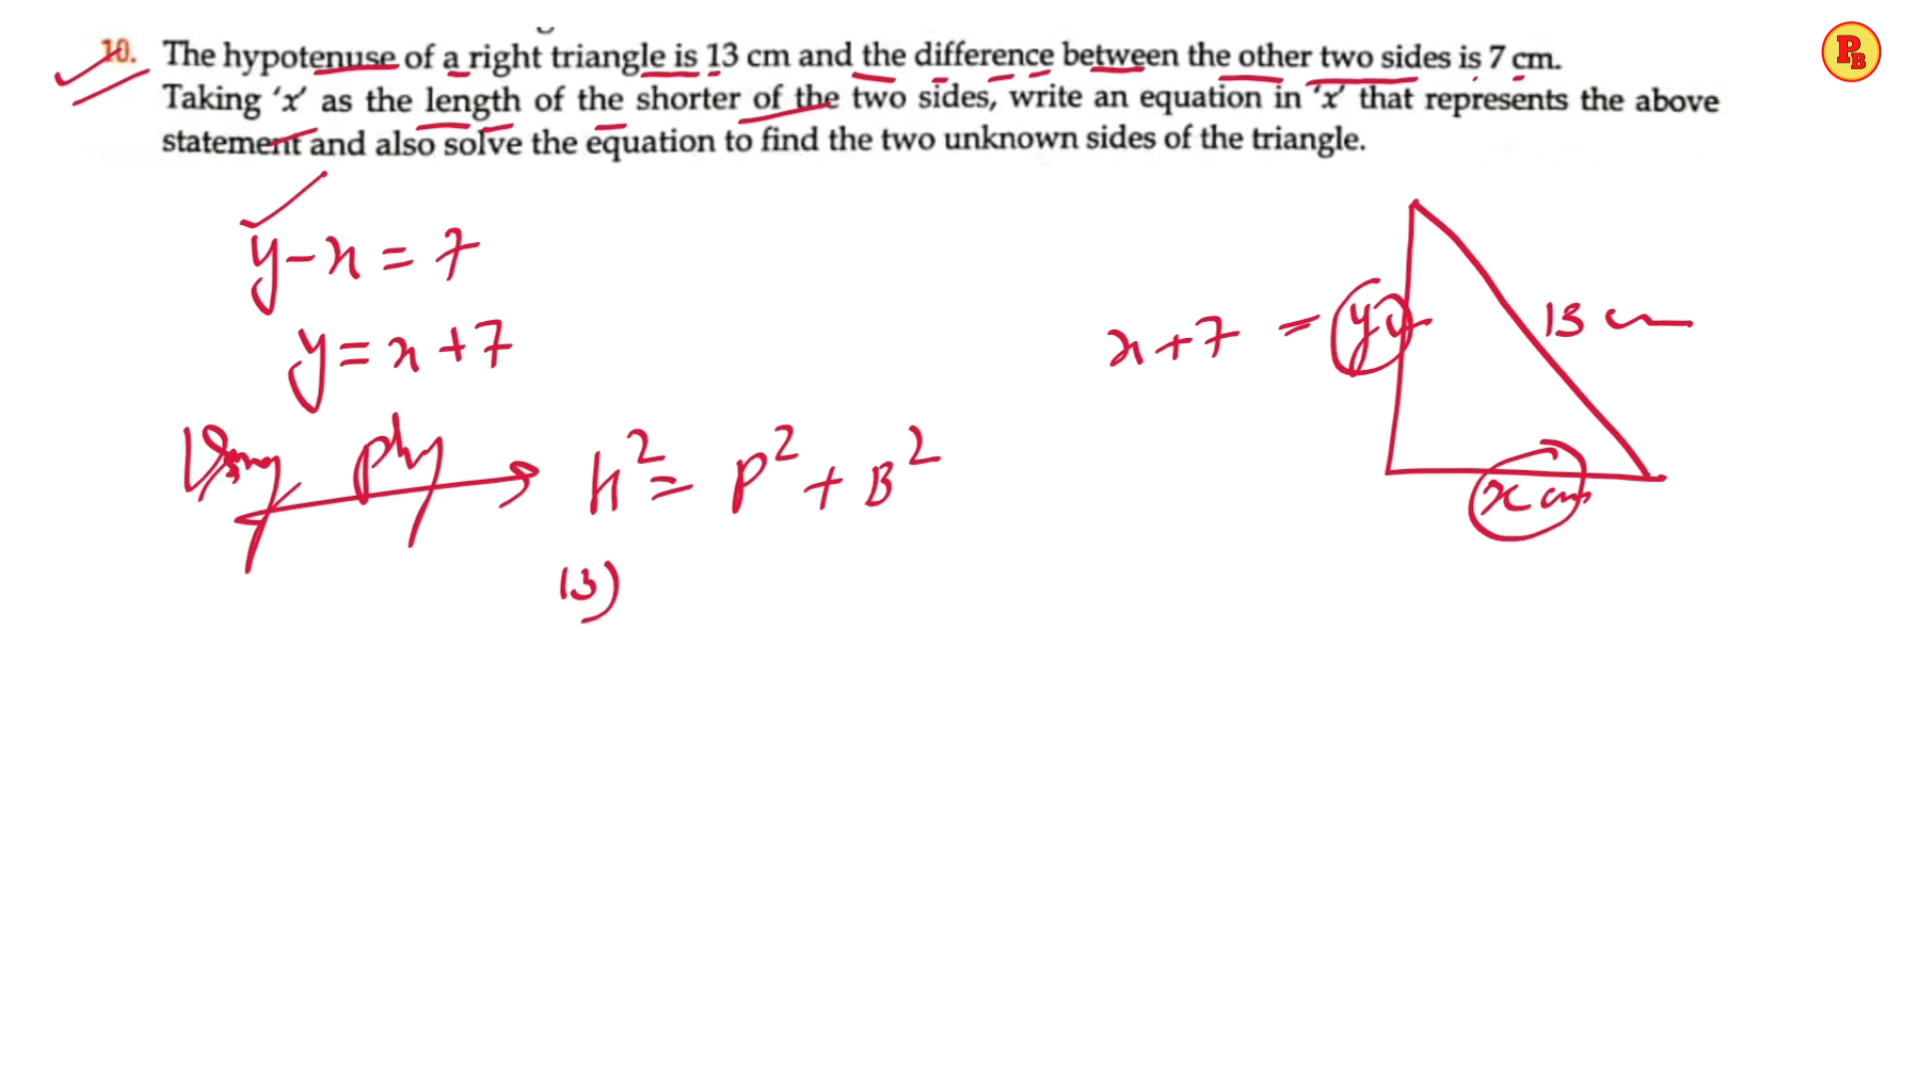 10. The hypotenuse of a right triangle is 13 cm and the difference between the other two sides is 7 cm.
Taking 'x' as the length of the shorter of the two sides, write an equation in 'x' that represents the above
statement and also solve the equation to find the two unknown sides of the triangle.
y-x = 7
y = x + 7
Using phy h² = P² + B²
13)
x+7 = y
13 cm
x cm
PB